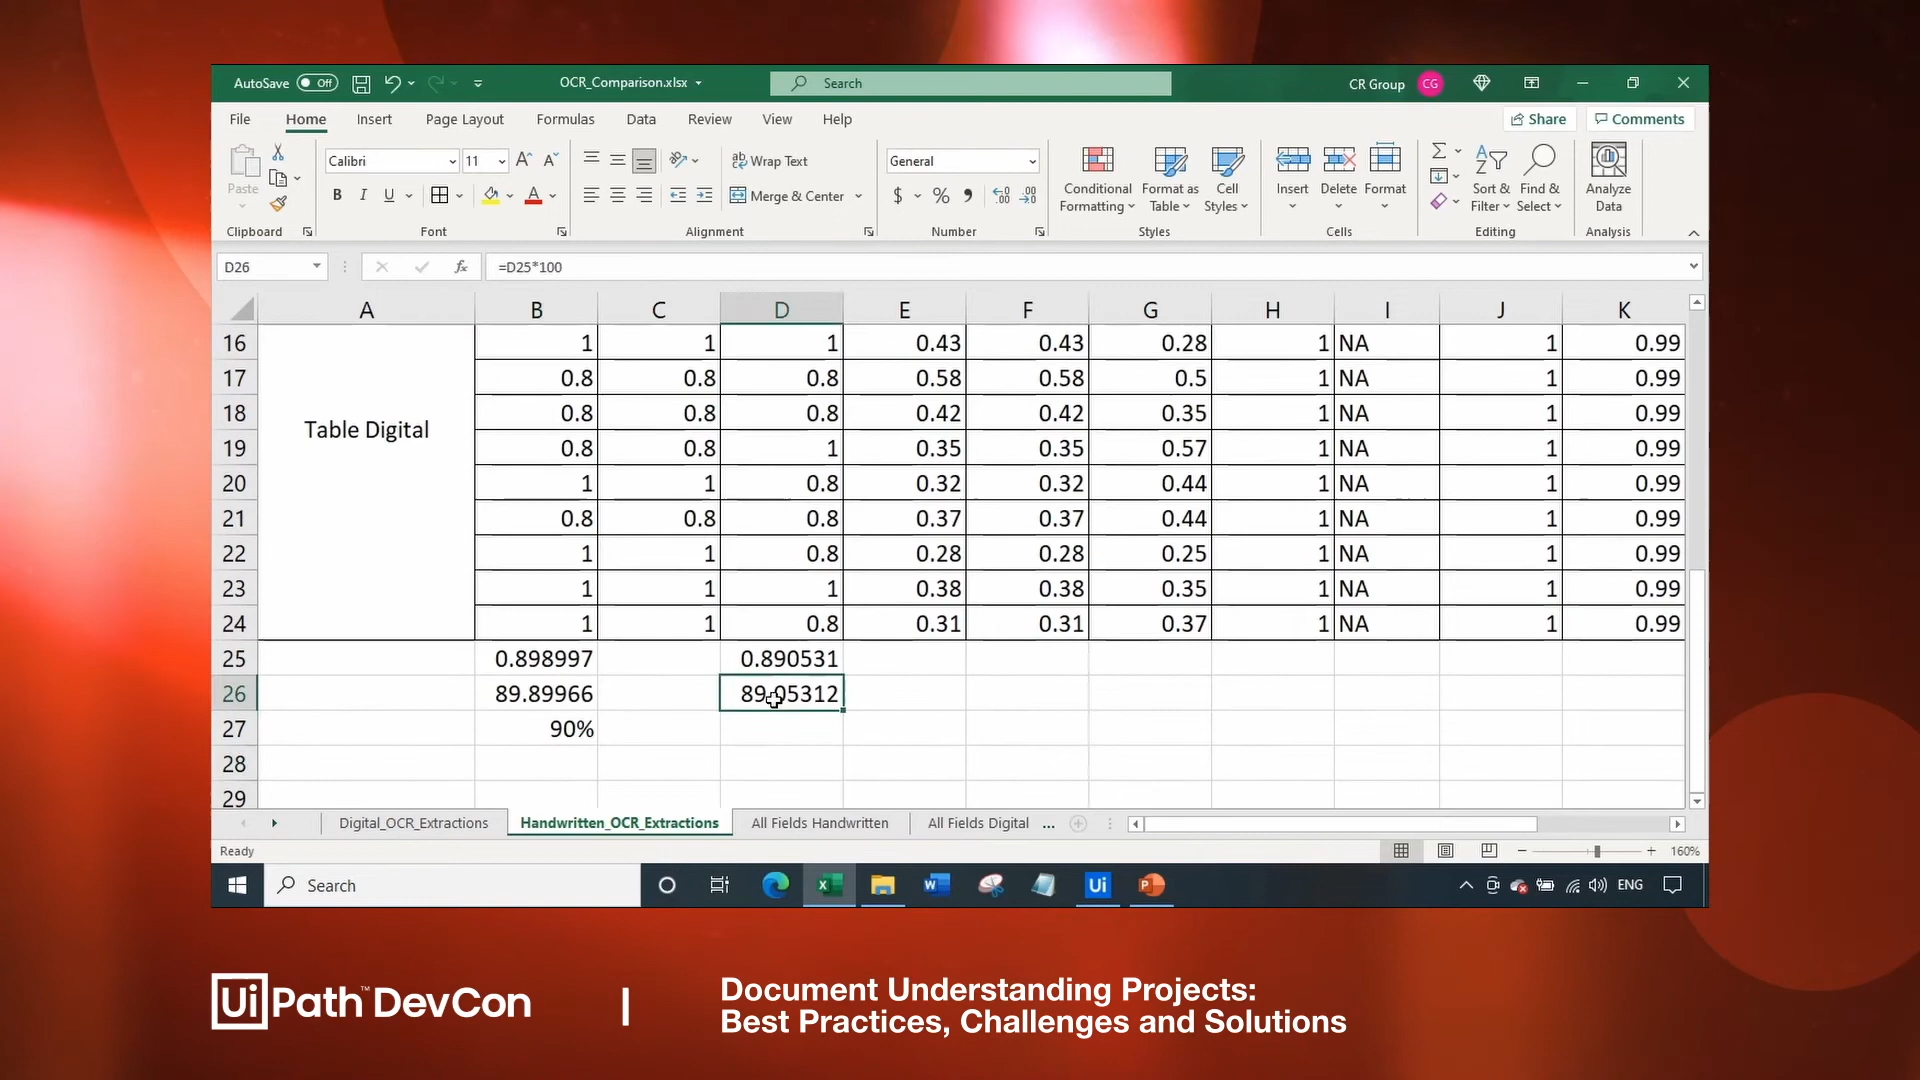 AutoSave Off OCR_Comparison.xlsx Search CR Group CG
File Home Insert Page Layout Formulas Data Review View Help Share Comments
Paste Calibri 11 A A ab Wrap Text General Conditional Formatting Format as Table Cell Styles Insert Delete Format Sort & Filter Find & Select Analyze Data
B I U A Merge & Center $ % ,
Clipboard Font Alignment Number Styles Cells Editing Analysis
D26 fx =D25*100
A B C D E F G H I J K
16 1 1 1 0.43 0.43 0.28 1 NA 1 0.99
17 0.8 0.8 0.8 0.58 0.58 0.5 1 NA 1 0.99
18 0.8 0.8 0.8 0.42 0.42 0.35 1 NA 1 0.99
Table Digital
19 0.8 0.8 1 0.35 0.35 0.57 1 NA 1 0.99
20 1 1 0.8 0.32 0.32 0.44 1 NA 1 0.99
21 0.8 0.8 0.8 0.37 0.37 0.44 1 NA 1 0.99
22 1 1 0.8 0.28 0.28 0.25 1 NA 1 0.99
23 1 1 1 0.38 0.38 0.35 1 NA 1 0.99
24 1 1 0.8 0.31 0.31 0.37 1 NA 1 0.99
25 0.898997 0.890531
26 89.89966 89.05312
27 90%
28
29
Digital_OCR_Extractions Handwritten_OCR_Extractions All Fields Handwritten All Fields Digital ...
Ready 160%
Search Ui ENG
UiPath™ DevCon | Document Understanding Projects:
Best Practices, Challenges and Solutions